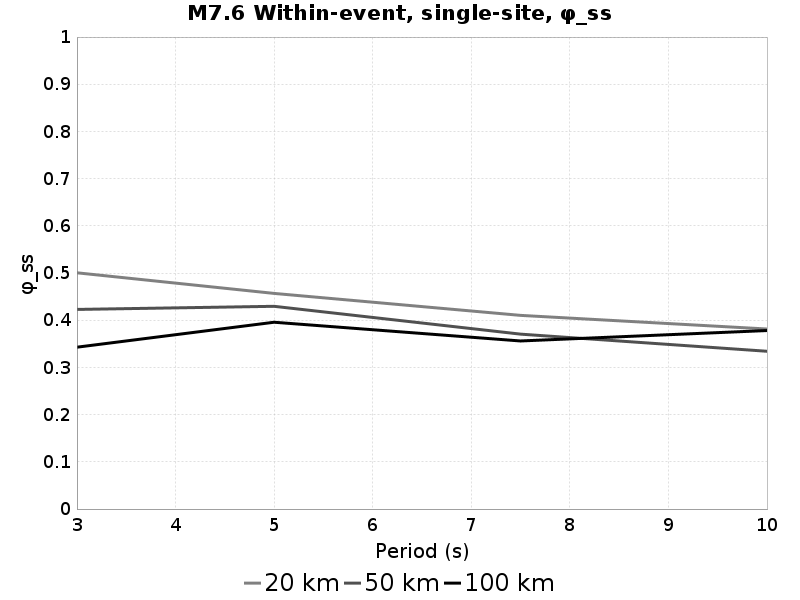 M7.6 Within-event, single-site, φ_ss
1
0.9
0.8
0.7
0.6
0.5
0.4
0.3
0.2
0.1
0
φ_ss
3 4 5 6 7 8 9 10
Period (s)
20 km 50 km 100 km